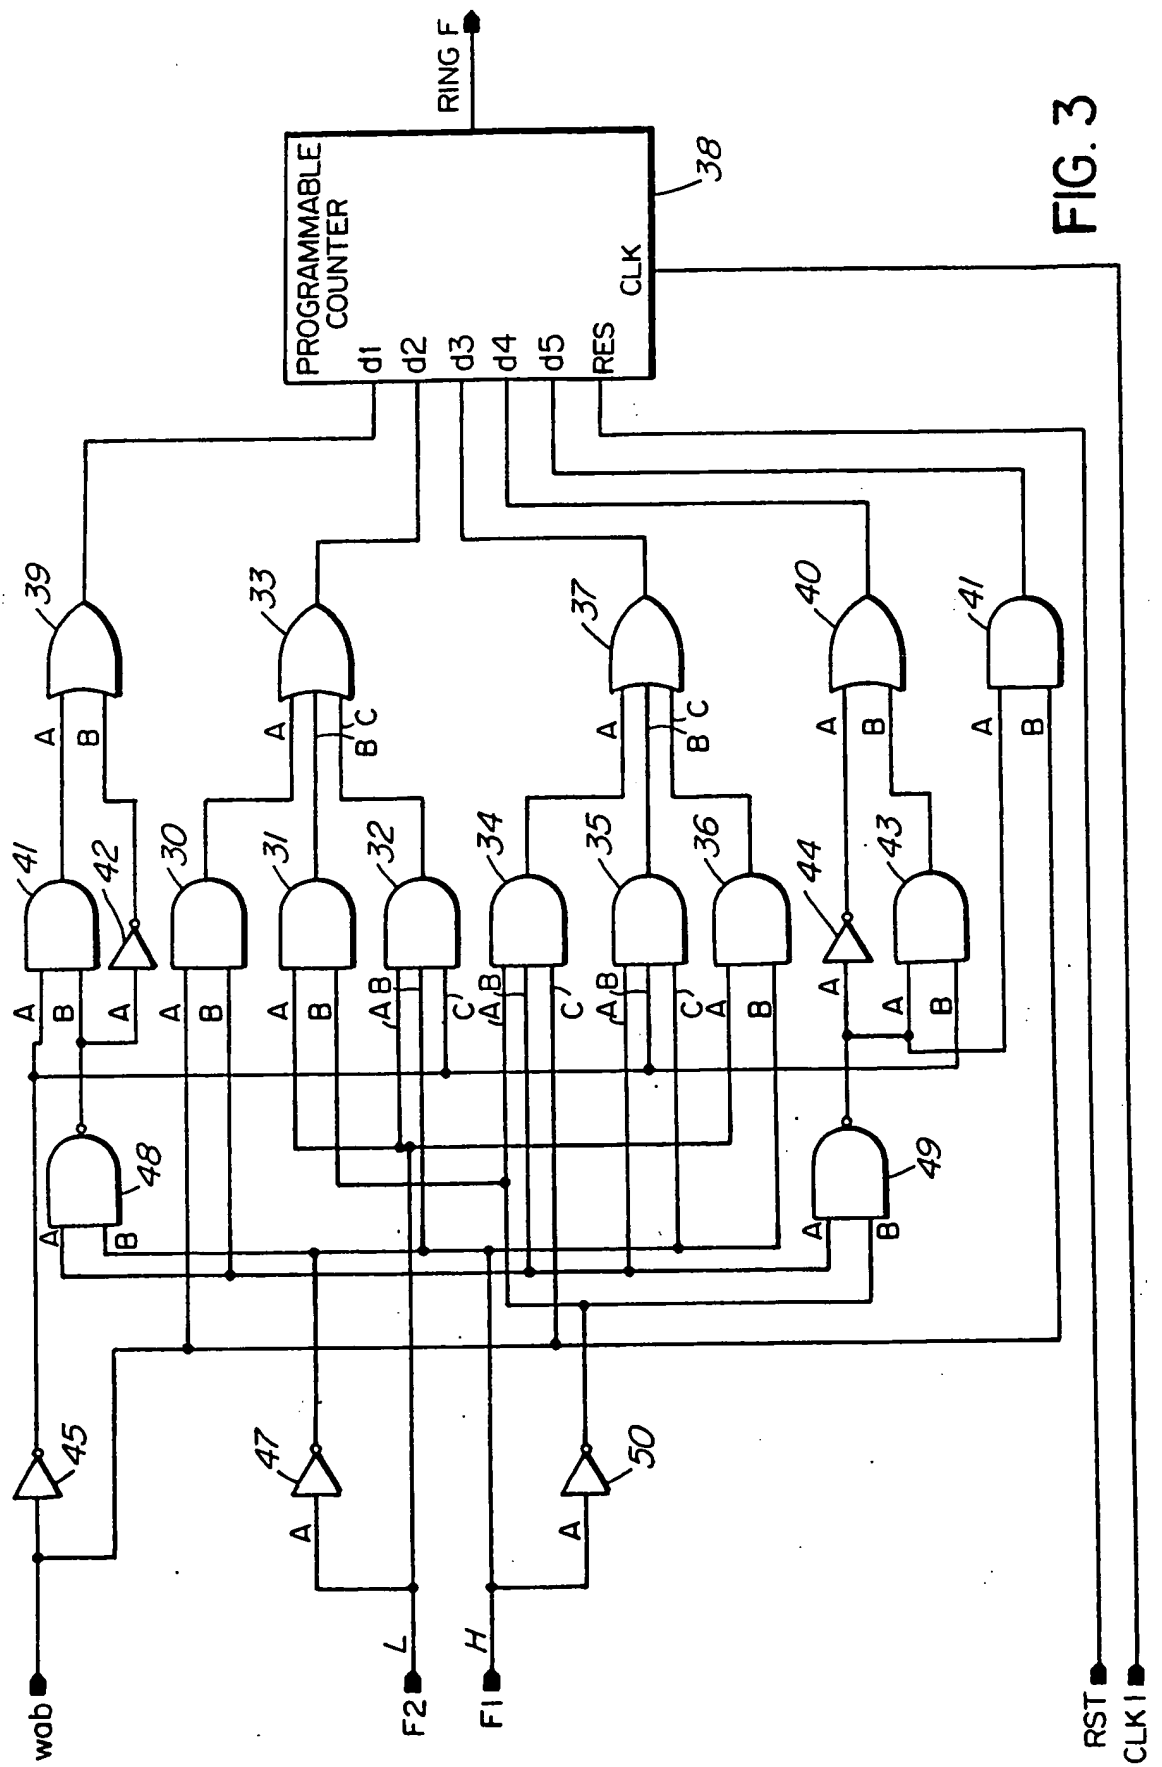 wab
45
A
B
48
A
B
41
A
42
A
B
39
A
B
30
A
B
31
A
B
C
32
A
B
C
33
A
B
C
34
A
B
C
35
A
B
36
A
B
C
37
A
47
F2
L
F1
H
A
50
A
B
49
A
44
A
B
43
A
B
40
A
B
41
PROGRAMMABLE
COUNTER
d1
d2
d3
d4
d5
RES
CLK
38
RING F
RST
CLK 1
FIG. 3